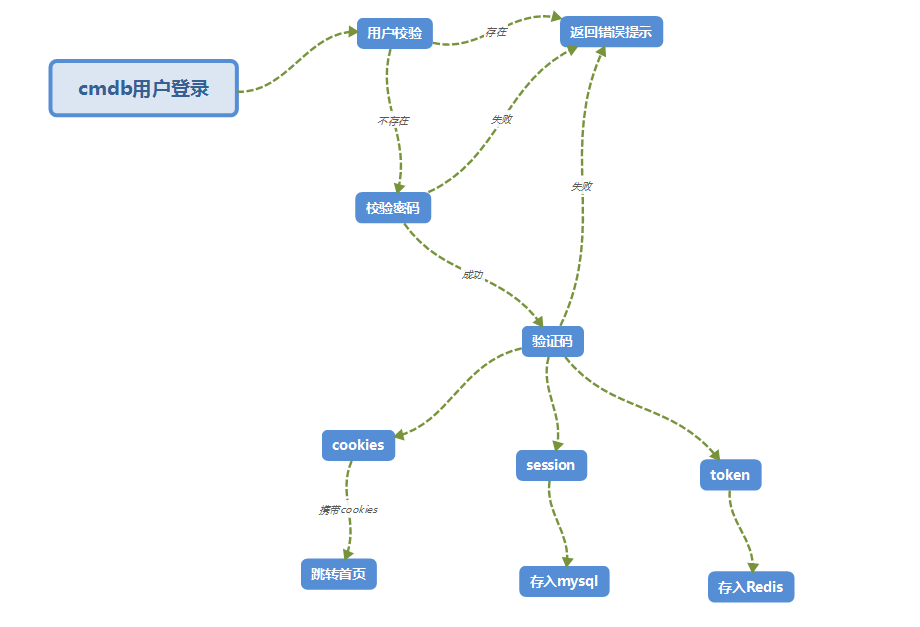 用户校验
存在
返回错误提示
cmdb用户登录
不存在
失败
校验密码
失败
成功
验证码
cookies
session
token
携带cookies
跳转首页
存入mysql
存入Redis